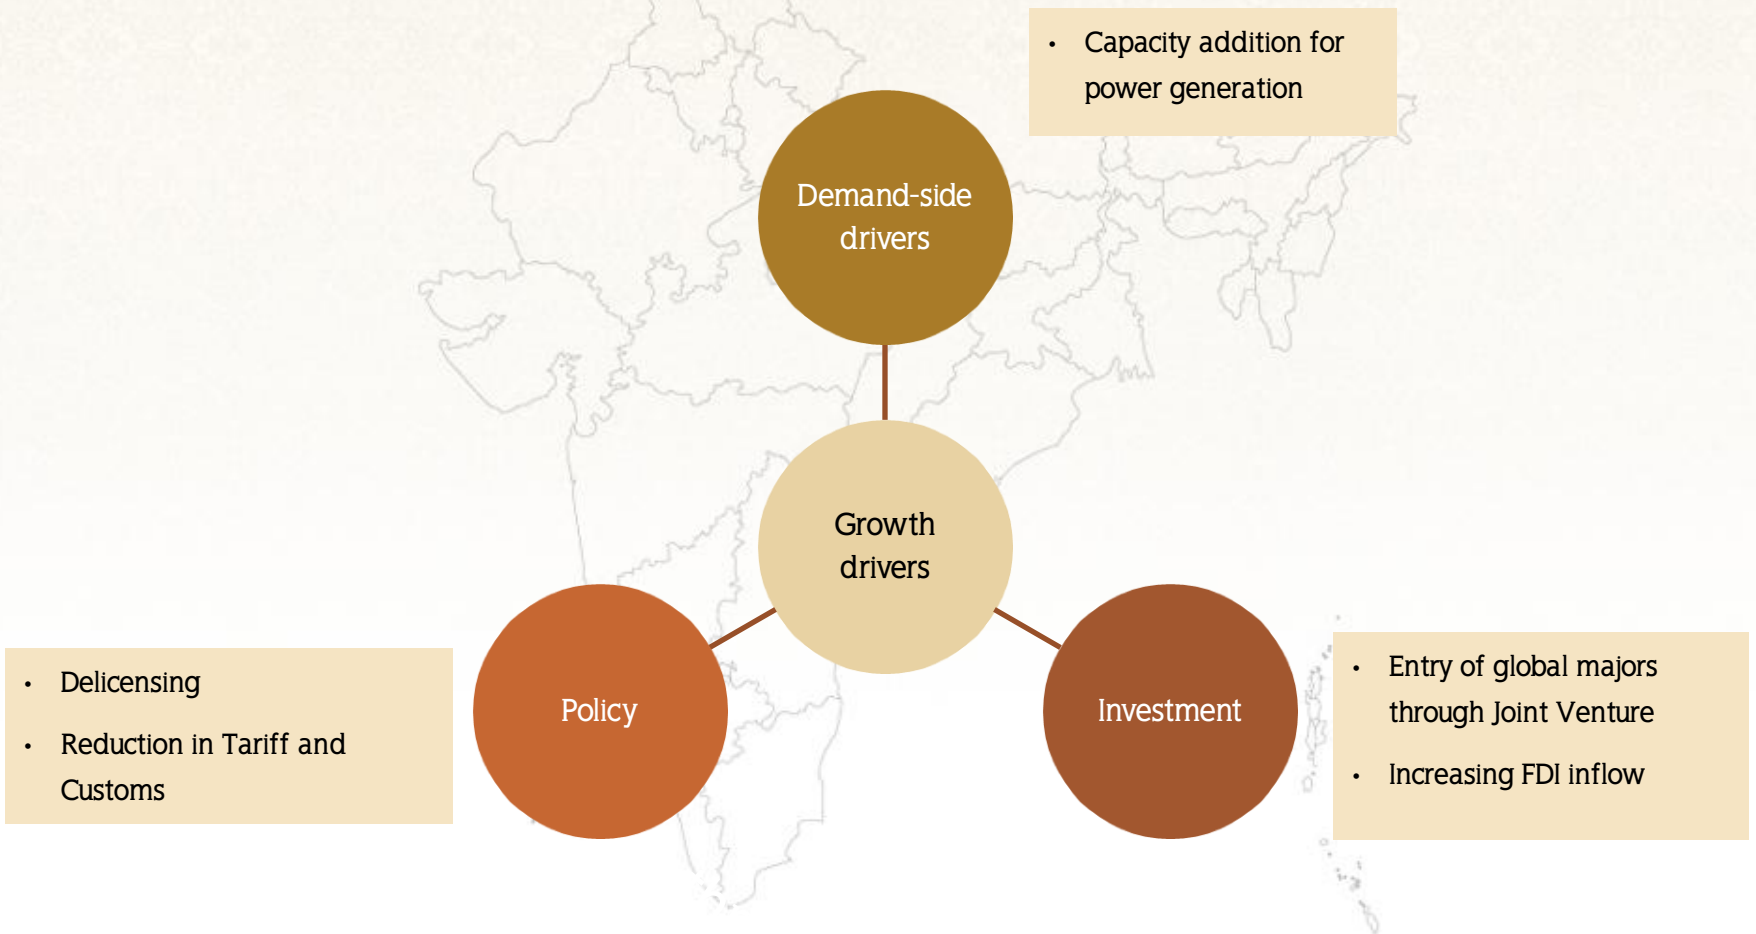 • Capacity addition for
power generation
Demand-side
drivers
Growth
drivers
Policy
Investment
• Delicensing
• Reduction in Tariff and
Customs
• Entry of global majors
through Joint Venture
• Increasing FDI inflow